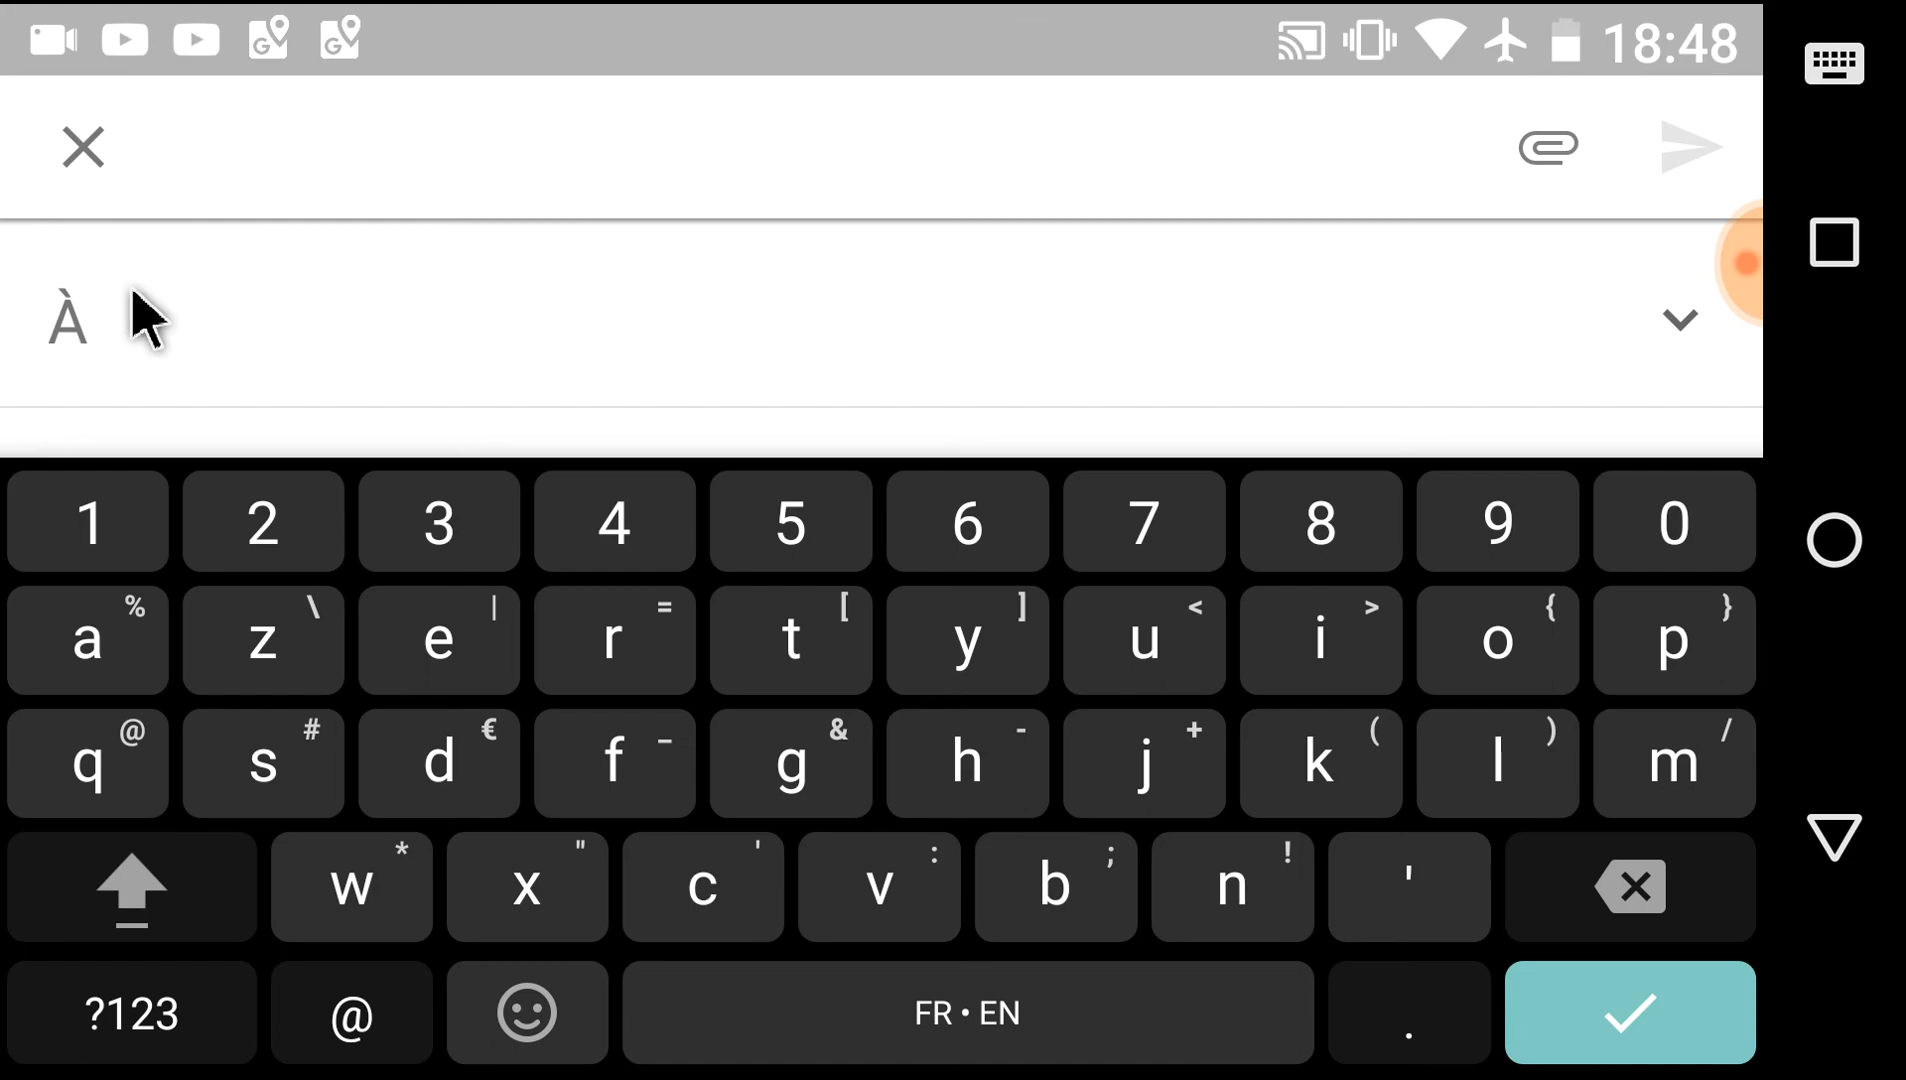 18:48
À
1 2 3 4 5 6 7 8 9 0
a % z \ e | r = t [ y ] u < i > o { p }
q @ s # d € f _ g & h - j + k ( l ) m /
w * x " c ' v : b ; n ! '
?123 @ FR • EN .